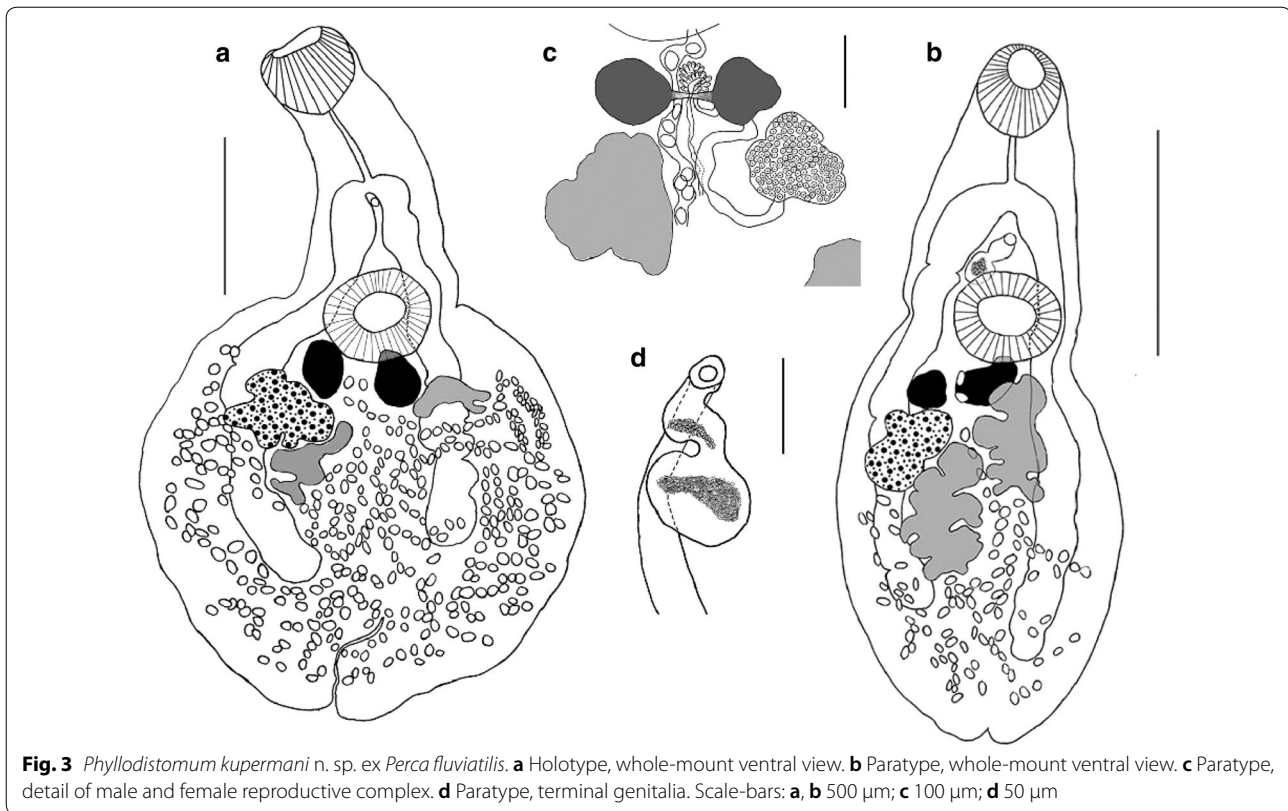 a
c
b
d
Fig. 3 Phyllodistomum kupermani n. sp. ex Perca fluviatilis. a Holotype, whole-mount ventral view. b Paratype, whole-mount ventral view. c Paratype,
detail of male and female reproductive complex. d Paratype, terminal genitalia. Scale-bars: a, b 500 µm; c 100 µm; d 50 µm